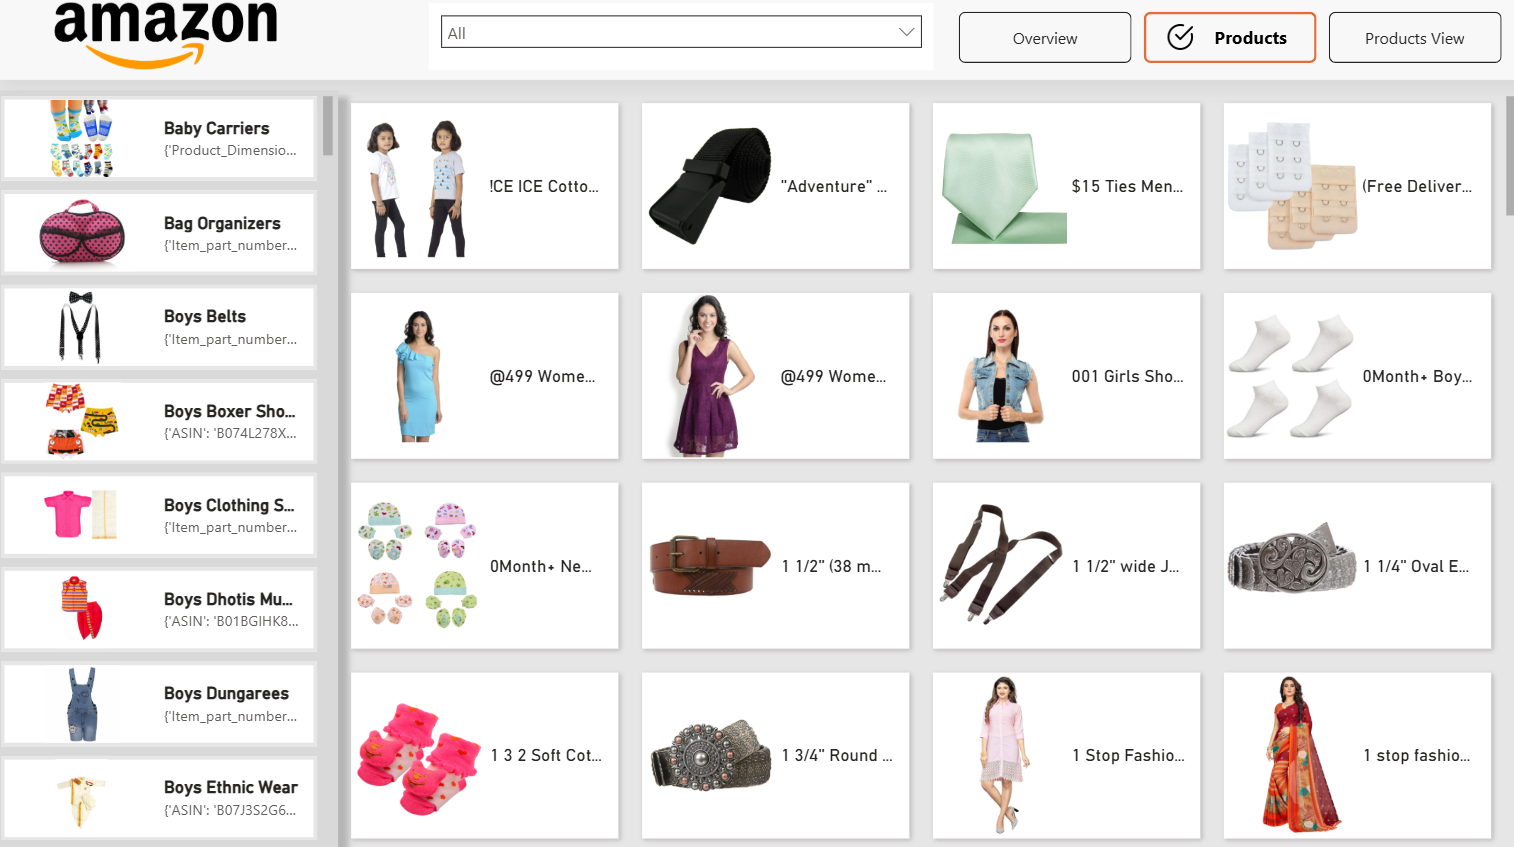 amazon
All
Overview
Products
Products View
Baby Carriers
{'Product_Dimensio...
Bag Organizers
{'Item_part_number...
Boys Belts
{'Item_part_number...
Boys Boxer Sho...
{'ASIN': 'B074L278X...
Boys Clothing S...
{'Item_part_number...
Boys Dhotis Mu...
{'ASIN': 'B01BGIHK8...
Boys Dungarees
{'Item_part_number...
Boys Ethnic Wear
{'ASIN': 'B07J3S2G6...
!CE ICE Cotto...
"Adventure" ...
$15 Ties Men...
(Free Deliver...
@499 Wome...
@499 Wome...
001 Girls Sho...
0Month+ Boy...
0Month+ Ne...
1 1/2" (38 m...
1 1/2" wide J...
1 1/4" Oval E...
1 3 2 Soft Cot...
1 3/4" Round ...
1 Stop Fashio...
1 stop fashio...